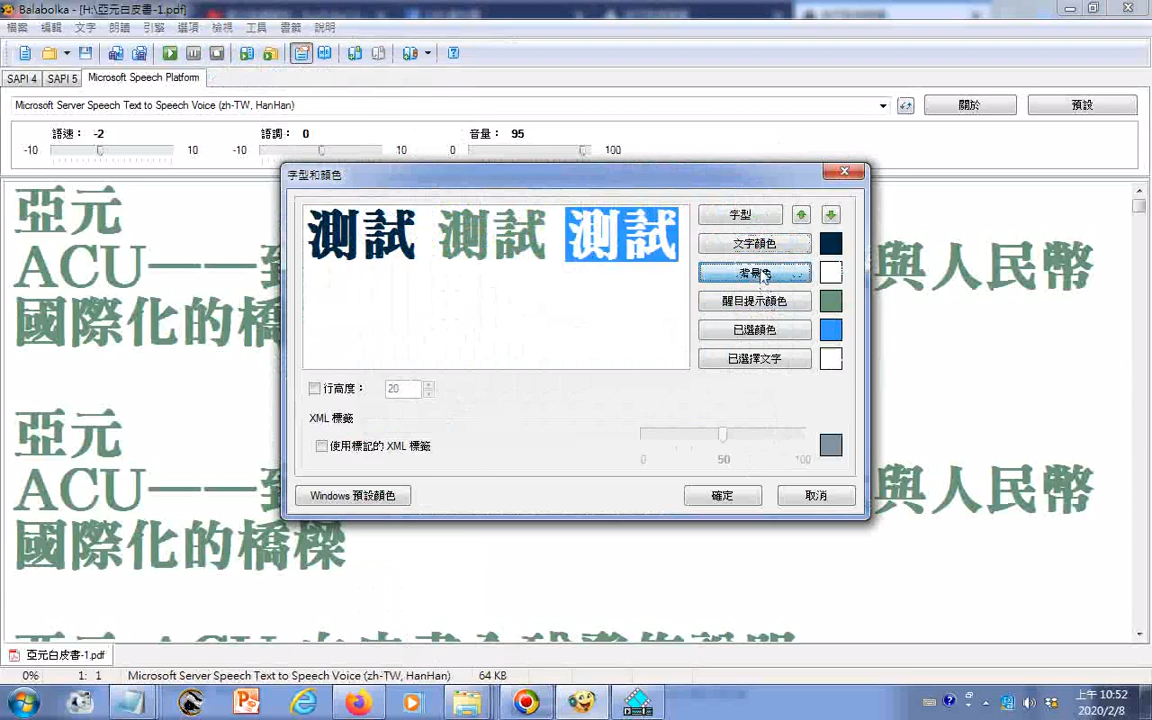 Balabolka - [H:\亞元白皮書-1.pdf]
檔案 編輯 文字 朗讀 引擎 選項 檢視 工具 書籤 說明
SAPI 4 SAPI 5 Microsoft Speech Platform
Microsoft Server Speech Text to Speech Voice (zh-TW, HanHan) 關於 預設
語速： -2 語調： 0 音量： 95
-10 10 -10 10 0 100
字型和顏色
亞元
ACU——
與人民幣
國際化的橋
測試 測試 測試
字型
文字顏色
背景色
醒目提示顏色
已選顏色
已選擇文字
行高度： 20
XML 標籤
使用標記的 XML 標籤
0 50 100
Windows 預設顏色 確定 取消
亞元
ACU——
與人民幣
國際化的橋樑
亞元白皮書-1.pdf
0% 1: 1 Microsoft Server Speech Text to Speech Voice (zh-TW, HanHan) 64 KB
上午 10:52
2020/2/8